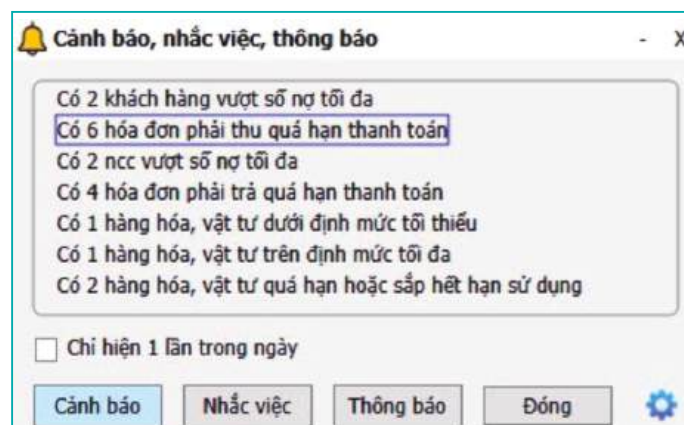 Cảnh báo, nhắc việc, thông báo
- X
Có 2 khách hàng vượt số nợ tối đa
Có 6 hóa đơn phải thu quá hạn thanh toán
Có 2 ncc vượt số nợ tối đa
Có 4 hóa đơn phải trả quá hạn thanh toán
Có 1 hàng hóa, vật tư dưới định mức tối thiểu
Có 1 hàng hóa, vật tư trên định mức tối đa
Có 2 hàng hóa, vật tư quá hạn hoặc sắp hết hạn sử dụng
Chỉ hiện 1 lần trong ngày
Cảnh báo Nhắc việc Thông báo Đóng